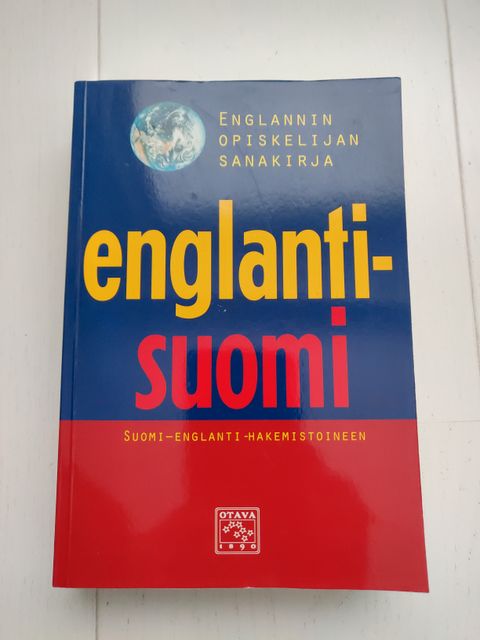 ENGLANNIN
OPISKELIJAN
SANAKIRJA
englanti-
suomi
SUOMI–ENGLANTI-HAKEMISTOINEEN
OTAVA
1890